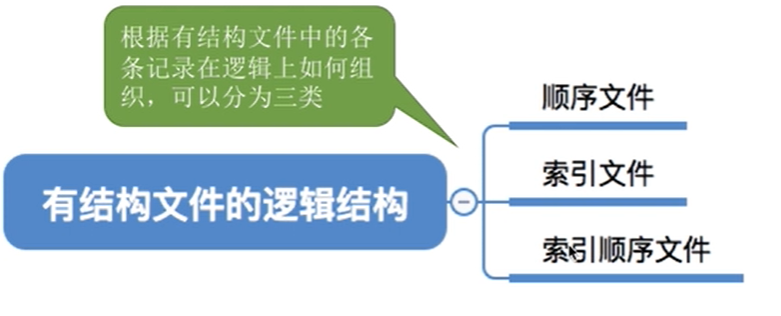 根据有结构文件中的各
条记录在逻辑上如何组
织，可以分为三类
顺序文件
有结构文件的逻辑结构
索引文件
索引顺序文件